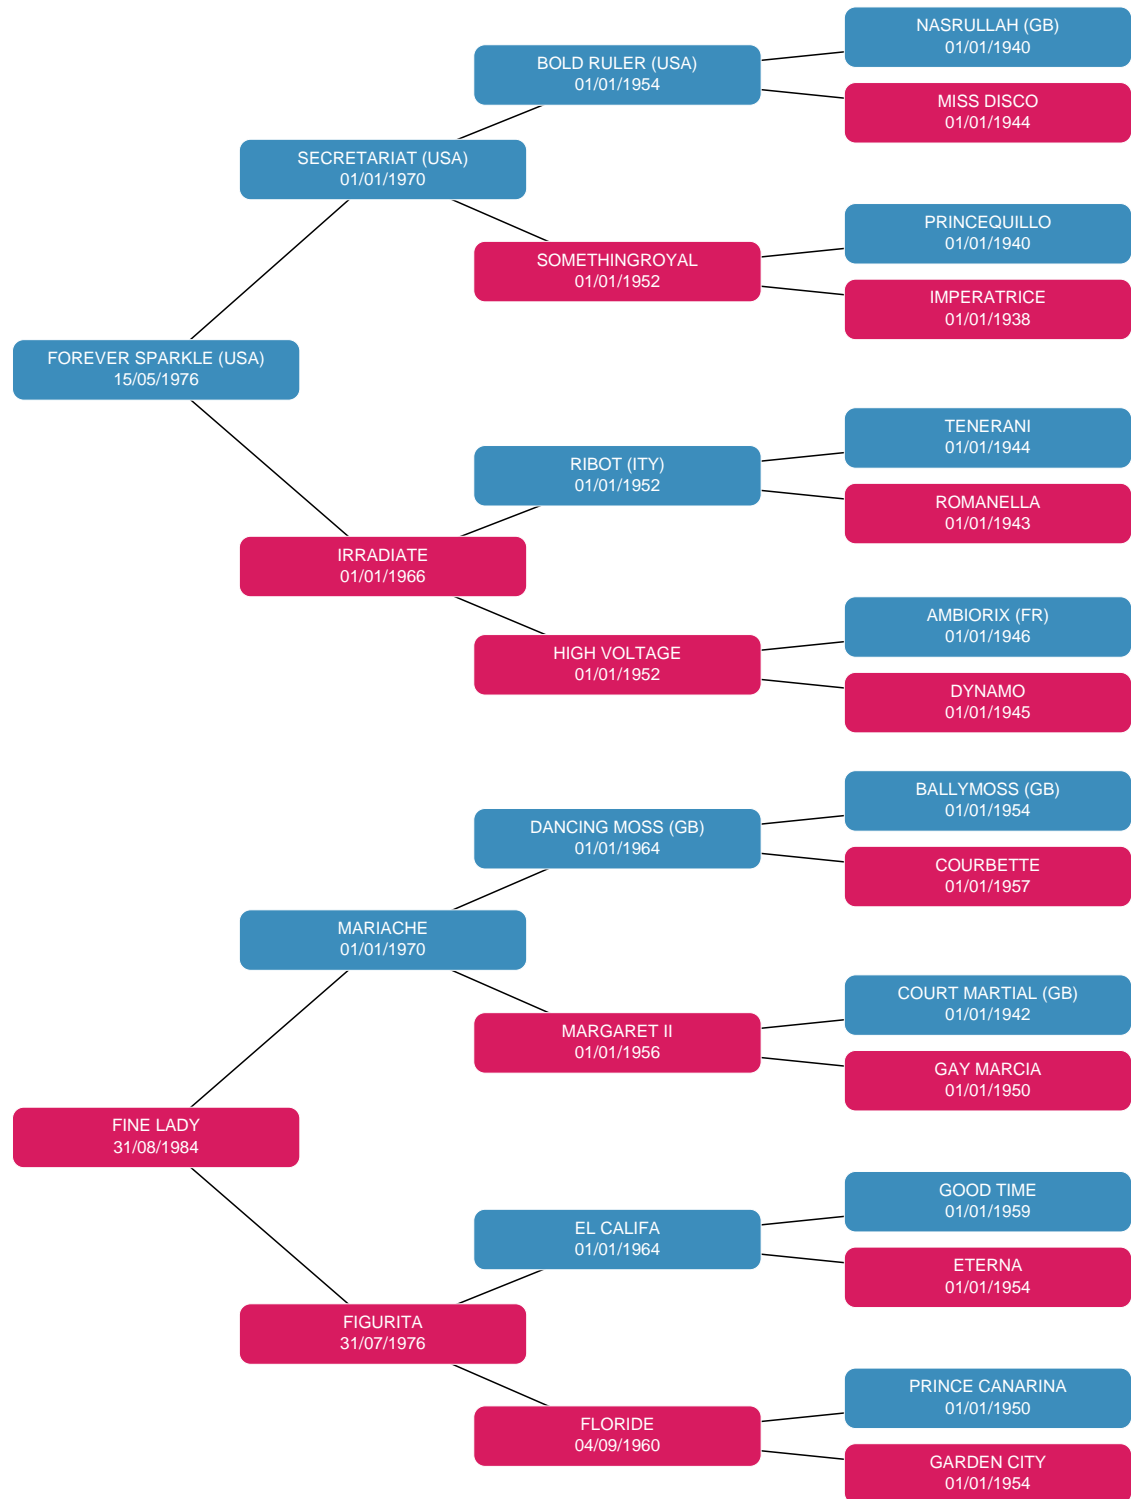 NASRULLAH (GB)
01/01/1940
BOLD RULER (USA)
01/01/1954
MISS DISCO
01/01/1944
SECRETARIAT (USA)
01/01/1970
PRINCEQUILLO
01/01/1940
SOMETHINGROYAL
01/01/1952
IMPERATRICE
01/01/1938
FOREVER SPARKLE (USA)
15/05/1976
TENERANI
01/01/1944
RIBOT (ITY)
01/01/1952
ROMANELLA
01/01/1943
IRRADIATE
01/01/1966
AMBIORIX (FR)
01/01/1946
HIGH VOLTAGE
01/01/1952
DYNAMO
01/01/1945
BALLYMOSS (GB)
01/01/1954
DANCING MOSS (GB)
01/01/1964
COURBETTE
01/01/1957
MARIACHE
01/01/1970
COURT MARTIAL (GB)
01/01/1942
MARGARET II
01/01/1956
GAY MARCIA
01/01/1950
FINE LADY
31/08/1984
GOOD TIME
01/01/1959
EL CALIFA
01/01/1964
ETERNA
01/01/1954
FIGURITA
31/07/1976
PRINCE CANARINA
01/01/1950
FLORIDE
04/09/1960
GARDEN CITY
01/01/1954